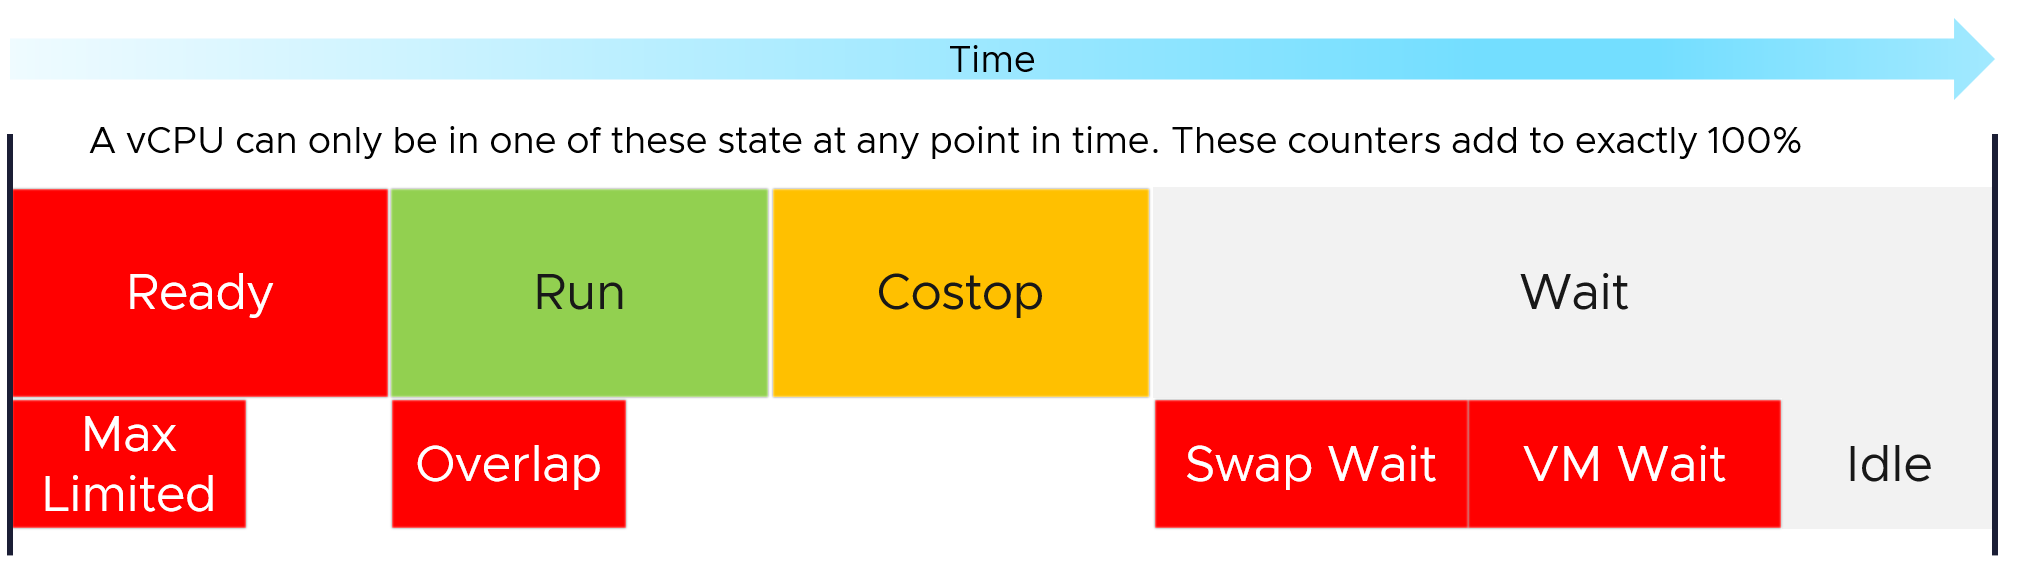 Time
A vCPU can only be in one of these state at any point in time. These counters add to exactly 100%
Ready
Run
Costop
Wait
Max
Limited
Overlap
Swap Wait
VM Wait
Idle